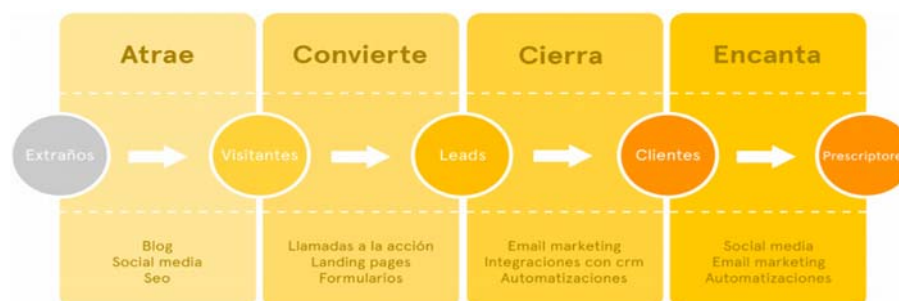 Atrae
Convierte
Cierra
Encanta
Extraños
Visitantes
Leads
Clientes
Prescriptore
Blog
Social media
Seo
Llamadas a la acción
Landing pages
Formularios
Email marketing
Integraciones con crm
Automatizaciones
Social media
Email marketing
Automatizaciones